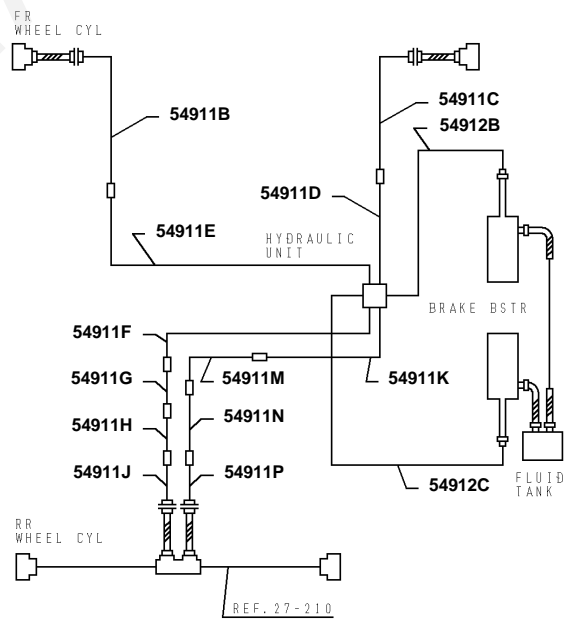 FR
WHEEL CYL
54911B
54911C
54912B
54911D
54911E
HYDRAULIC
UNIT
BRAKE BSTR
54911F
54911G
54911M
54911K
54911H
54911N
54911J
54911P
54912C
FLUID
TANK
RR
WHEEL CYL
REF.27-210